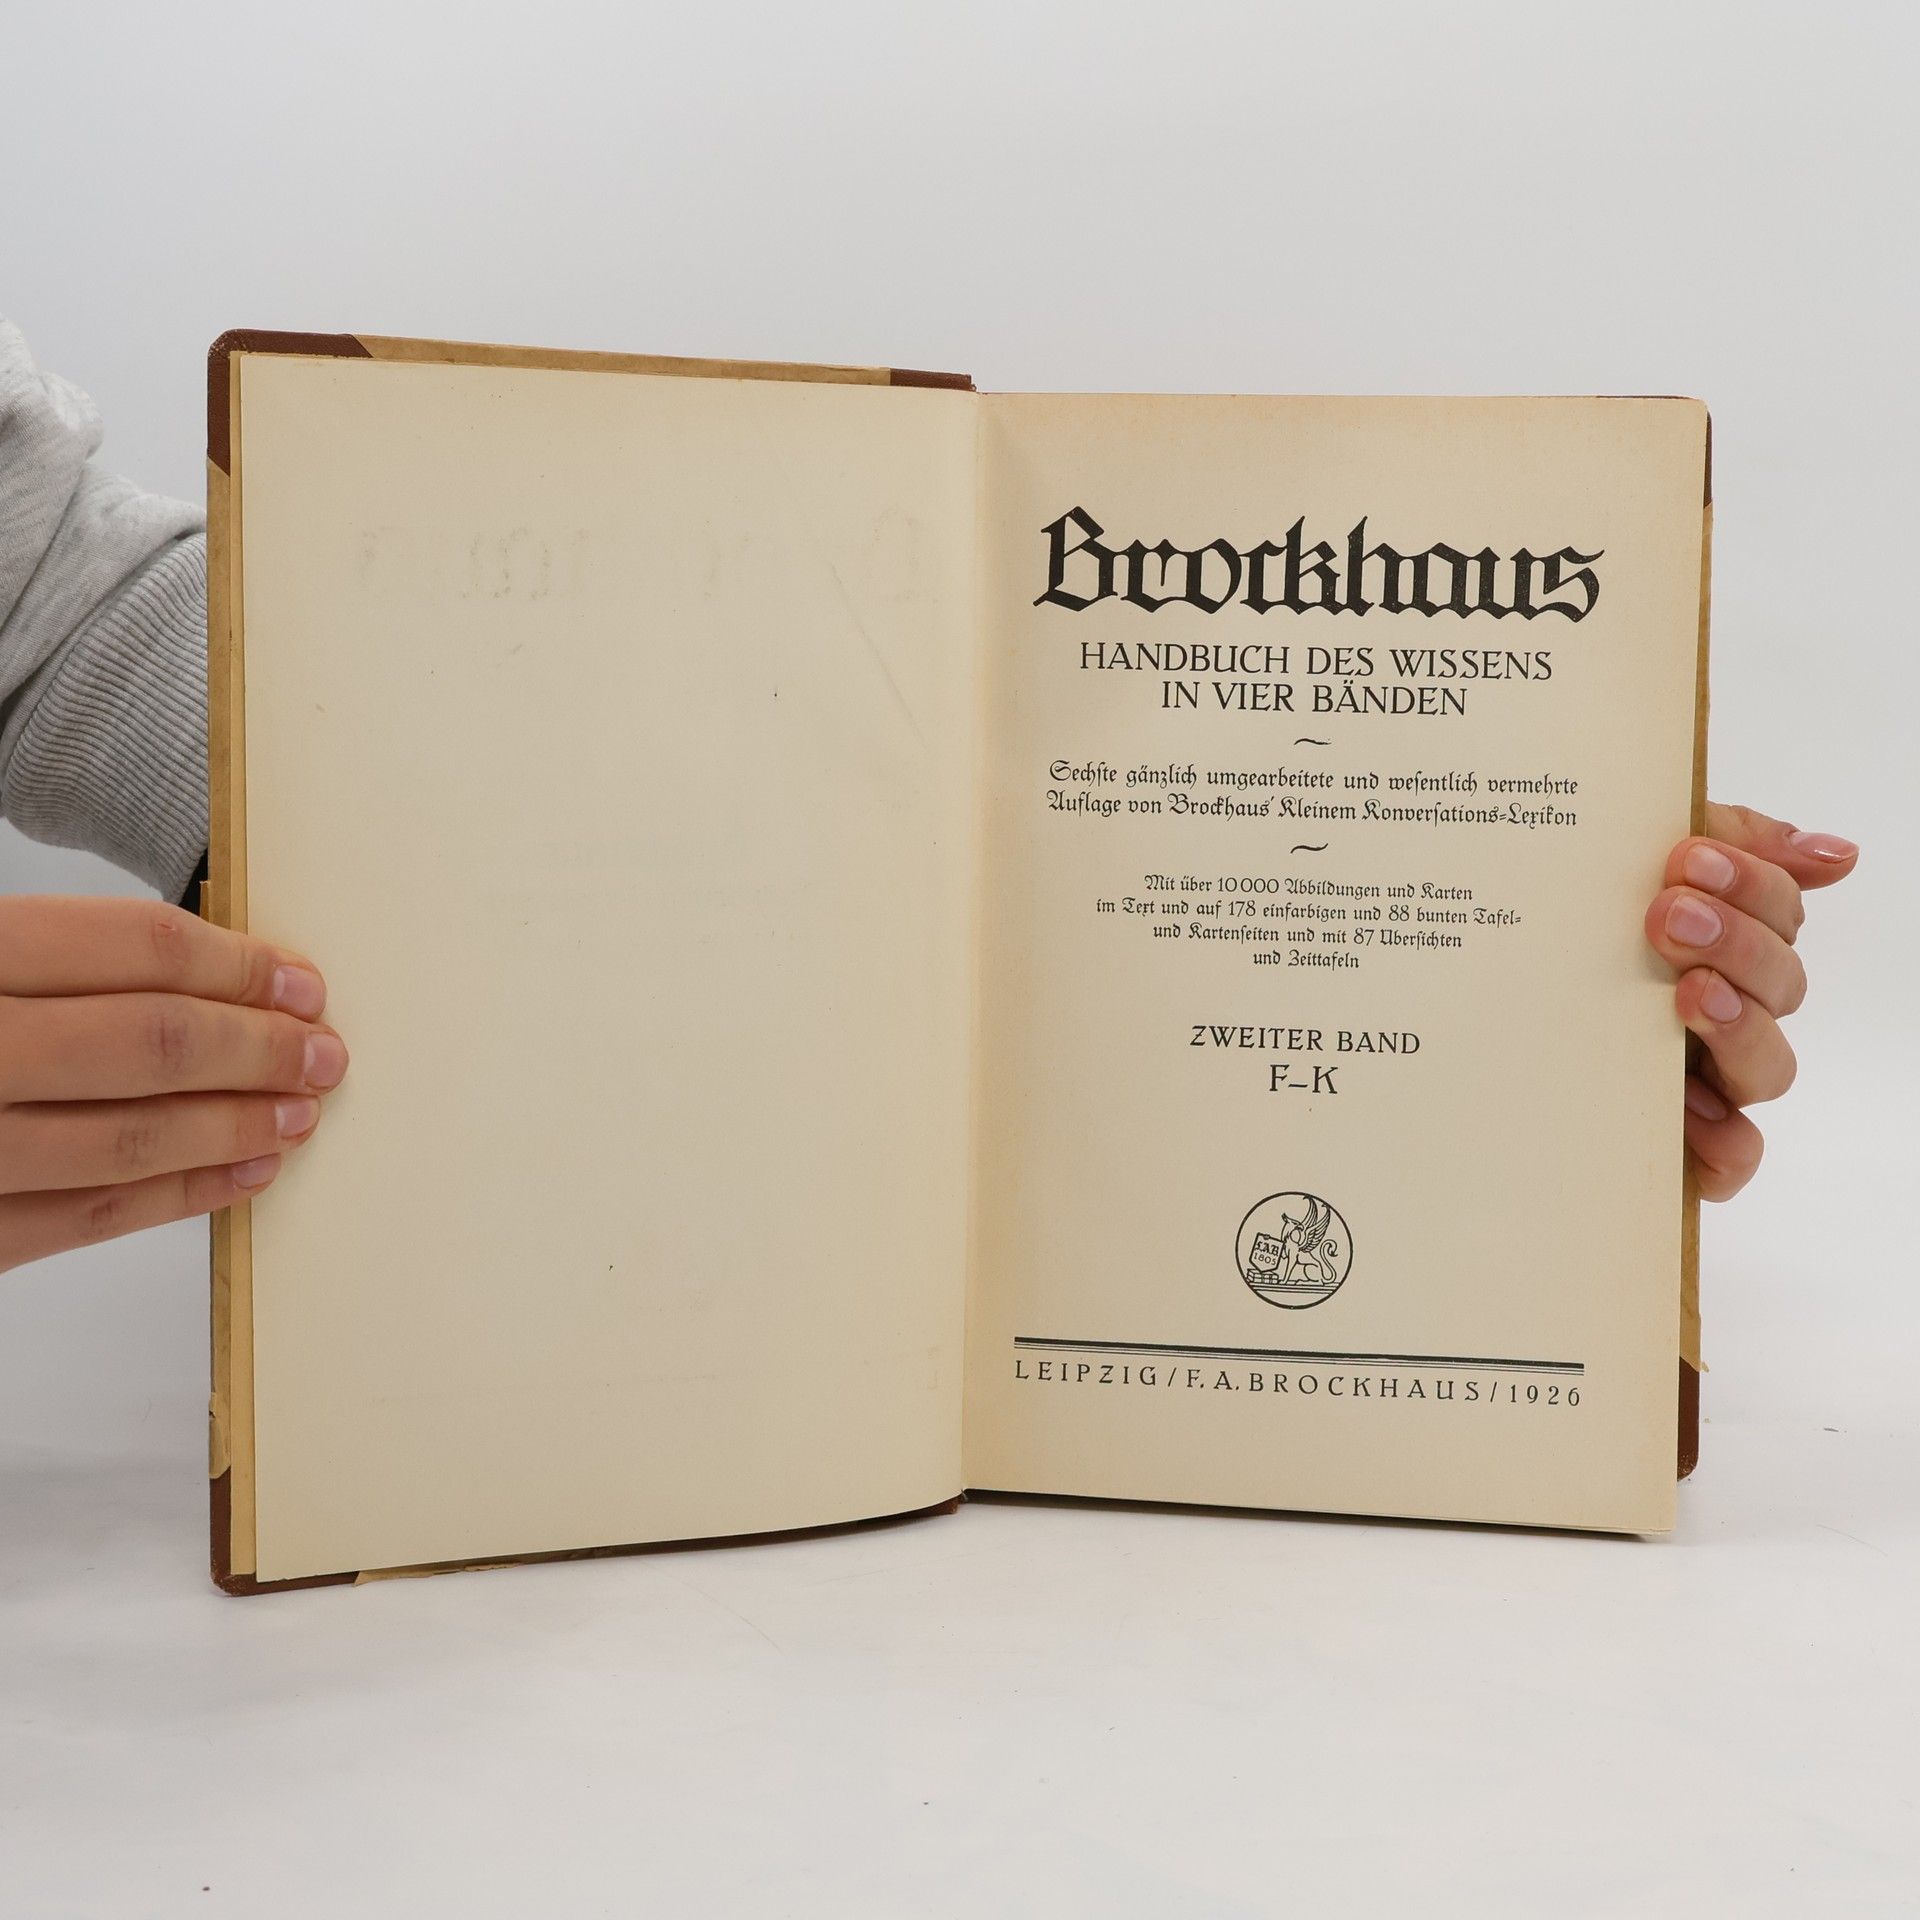 Brockhaus
HANDBUCH DES WISSENS
IN VIER BÄNDEN
Sechſte gänzlich umgearbeitete und weſentlich vermehrte
Auflage von Brockhaus' Kleinem Konverſations-Lexikon
Mit über 10000 Abbildungen und Karten
im Text und auf 178 einfarbigen und 88 bunten Tafel-
und Kartenſeiten und mit 87 Überſichten
und Zeittafeln
ZWEITER BAND
F–K
F.A.B.
1805
LEIPZIG / F. A. BROCKHAUS / 1926